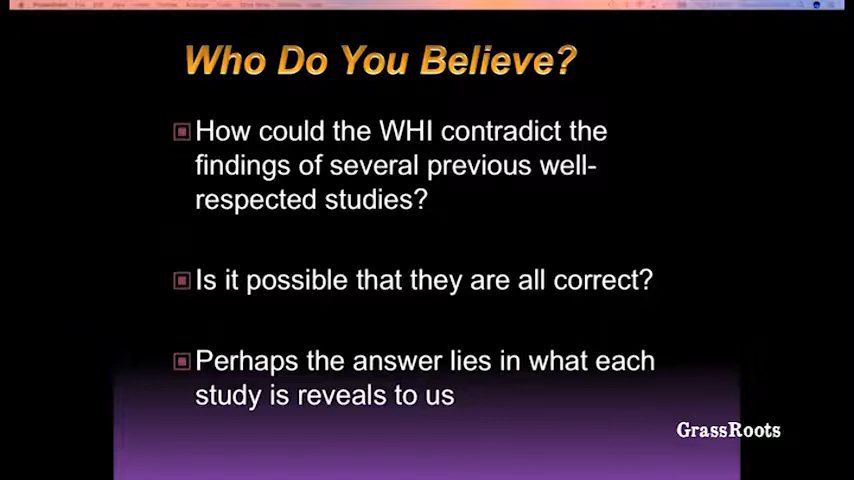 Who Do You Believe?
How could the WHI contradict the
findings of several previous well-
respected studies?
Is it possible that they are all correct?
Perhaps the answer lies in what each
study is reveals to us
GrassRoots